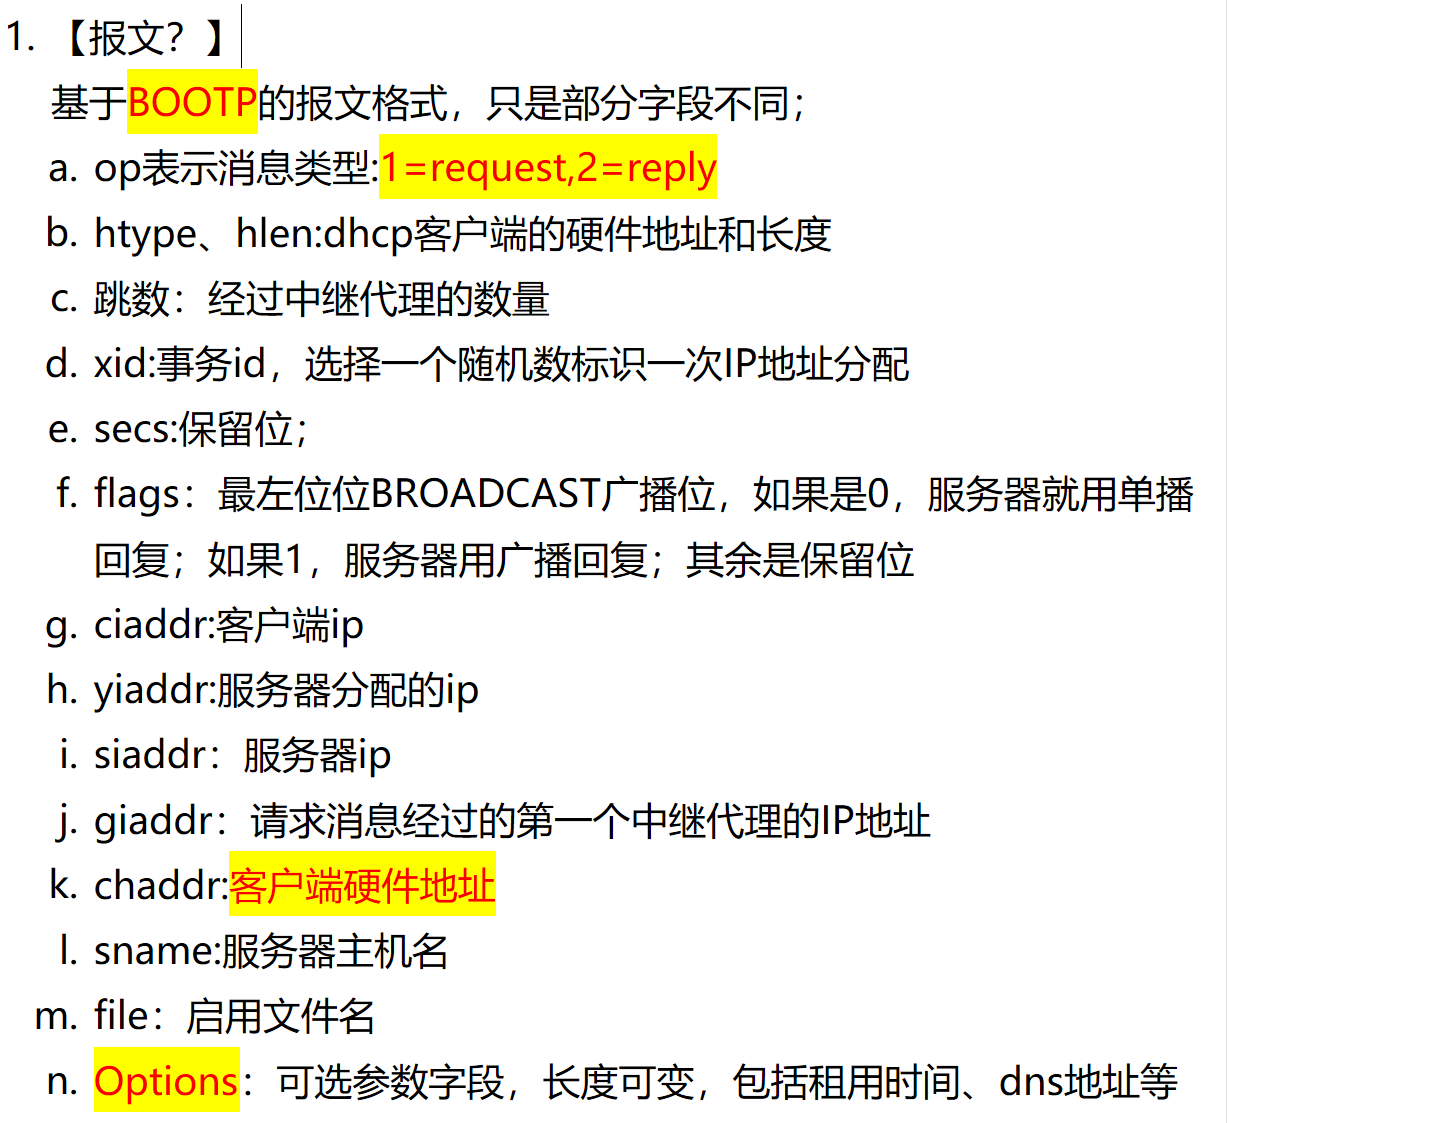 1. 【报文？】
基于BOOTP的报文格式，只是部分字段不同；
a. op表示消息类型:1=request,2=reply
b. htype、hlen:dhcp客户端的硬件地址和长度
c. 跳数：经过中继代理的数量
d. xid:事务id，选择一个随机数标识一次IP地址分配
e. secs:保留位；
f. flags：最左位位BROADCAST广播位，如果是0，服务器就用单播
回复；如果1，服务器用广播回复；其余是保留位
g. ciaddr:客户端ip
h. yiaddr:服务器分配的ip
i. siaddr：服务器ip
j. giaddr：请求消息经过的第一个中继代理的IP地址
k. chaddr:客户端硬件地址
l. sname:服务器主机名
m. file：启用文件名
n. Options：可选参数字段，长度可变，包括租用时间、dns地址等